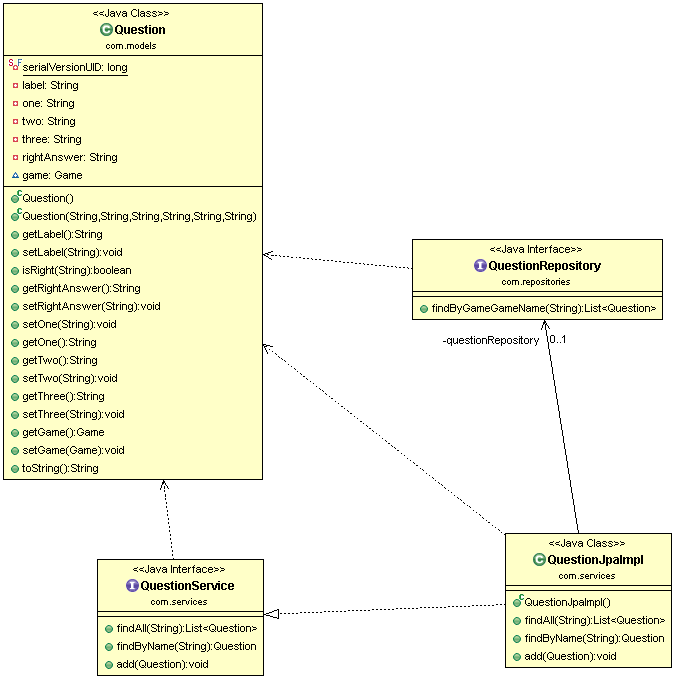 <<Java Class>>
Question
com.models
serialVersionUID: long
label: String
one: String
two: String
three: String
rightAnswer: String
game: Game
Question()
Question(String,String,String,String,String,String)
getLabel():String
setLabel(String):void
isRight(String):boolean
getRightAnswer():String
setRightAnswer(String):void
setOne(String):void
getOne():String
getTwo():String
setTwo(String):void
getThree():String
setThree(String):void
getGame():Game
setGame(Game):void
toString():String
<<Java Interface>>
QuestionRepository
com.repositories
findByGameGameName(String):List<Question>
-questionRepository 0..1
<<Java Interface>>
QuestionService
com.services
findAll(String):List<Question>
findByName(String):Question
add(Question):void
<<Java Class>>
QuestionJpaImpl
com.services
QuestionJpaImpl()
findAll(String):List<Question>
findByName(String):Question
add(Question):void